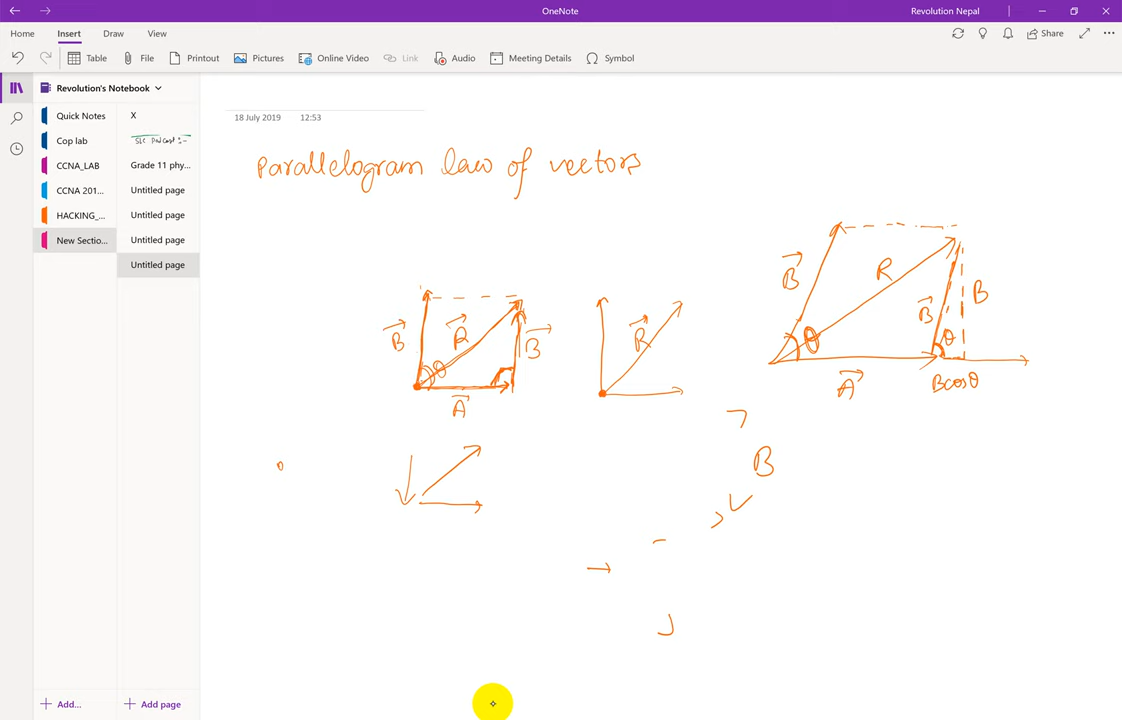 OneNote
Revolution Nepal
Home Insert Draw View
Share
Table File Printout Pictures Online Video Link Audio Meeting Details Symbol
Revolution's Notebook
Quick Notes
Cop lab
CCNA_LAB
CCNA 201...
HACKING_...
New Sectio...
X
Grade 11 phy...
Untitled page
Untitled page
Untitled page
Untitled page
Add...
Add page
18 July 2019 12:53
Parallelogram law of vectors
B R θ B
A
R
B R B B
θ θ
A Bcosθ
B